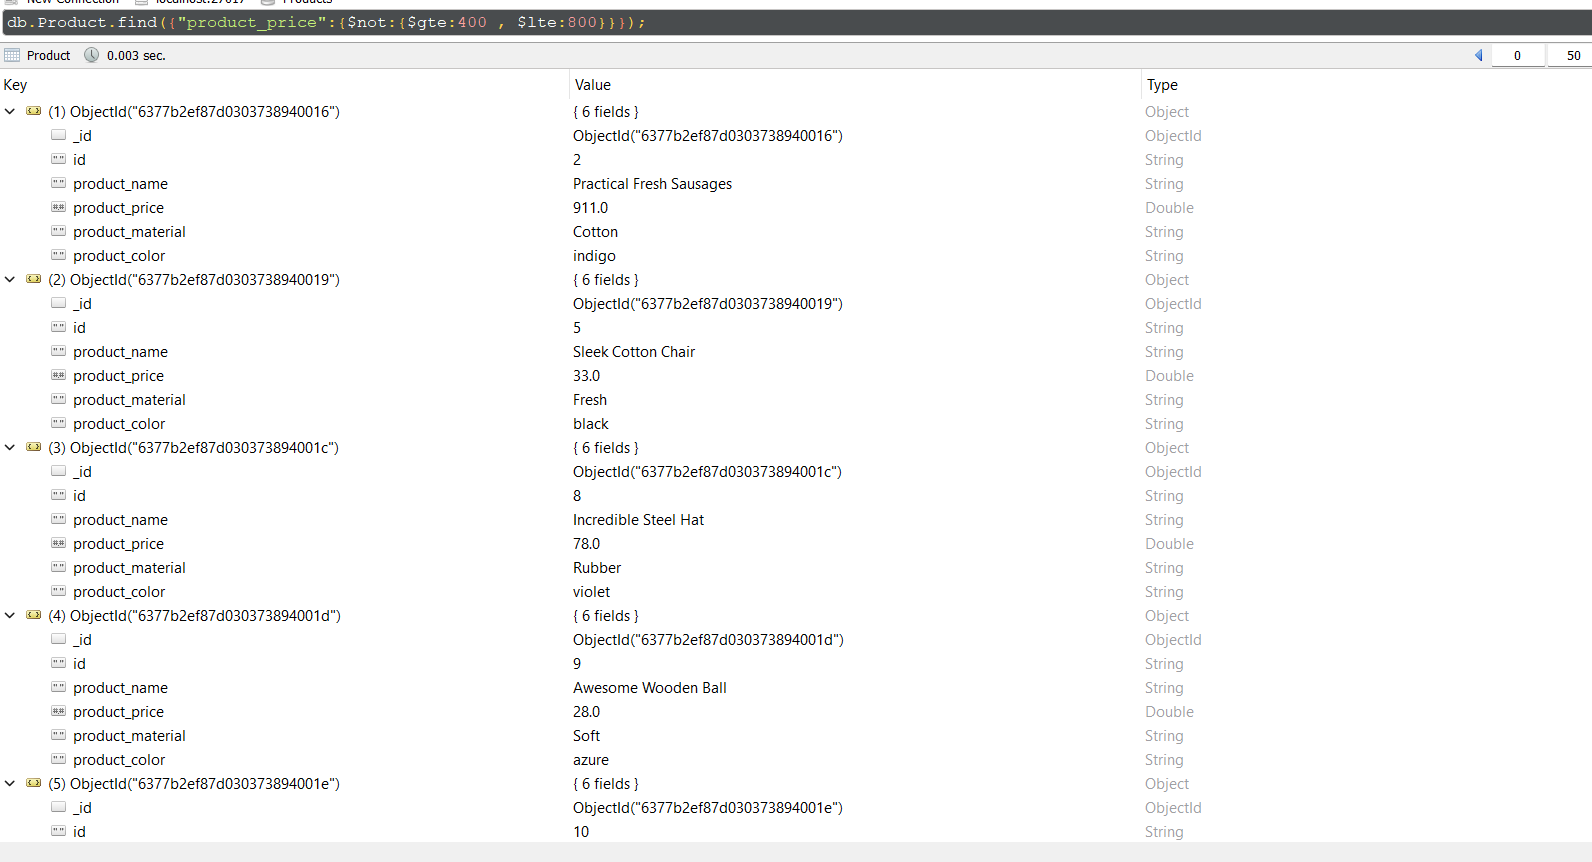 New Connection localhost:27017 Products
db.Product.find({"product_price":{$not:{$gte:400 , $lte:800}}});
Product 0.003 sec. 0 50
Key Value Type
(1) ObjectId("6377b2ef87d0303738940016") { 6 fields } Object
_id ObjectId("6377b2ef87d0303738940016") ObjectId
id 2 String
product_name Practical Fresh Sausages String
product_price 911.0 Double
product_material Cotton String
product_color indigo String
(2) ObjectId("6377b2ef87d0303738940019") { 6 fields } Object
_id ObjectId("6377b2ef87d0303738940019") ObjectId
id 5 String
product_name Sleek Cotton Chair String
product_price 33.0 Double
product_material Fresh String
product_color black String
(3) ObjectId("6377b2ef87d030373894001c") { 6 fields } Object
_id ObjectId("6377b2ef87d030373894001c") ObjectId
id 8 String
product_name Incredible Steel Hat String
product_price 78.0 Double
product_material Rubber String
product_color violet String
(4) ObjectId("6377b2ef87d030373894001d") { 6 fields } Object
_id ObjectId("6377b2ef87d030373894001d") ObjectId
id 9 String
product_name Awesome Wooden Ball String
product_price 28.0 Double
product_material Soft String
product_color azure String
(5) ObjectId("6377b2ef87d030373894001e") { 6 fields } Object
_id ObjectId("6377b2ef87d030373894001e") ObjectId
id 10 String